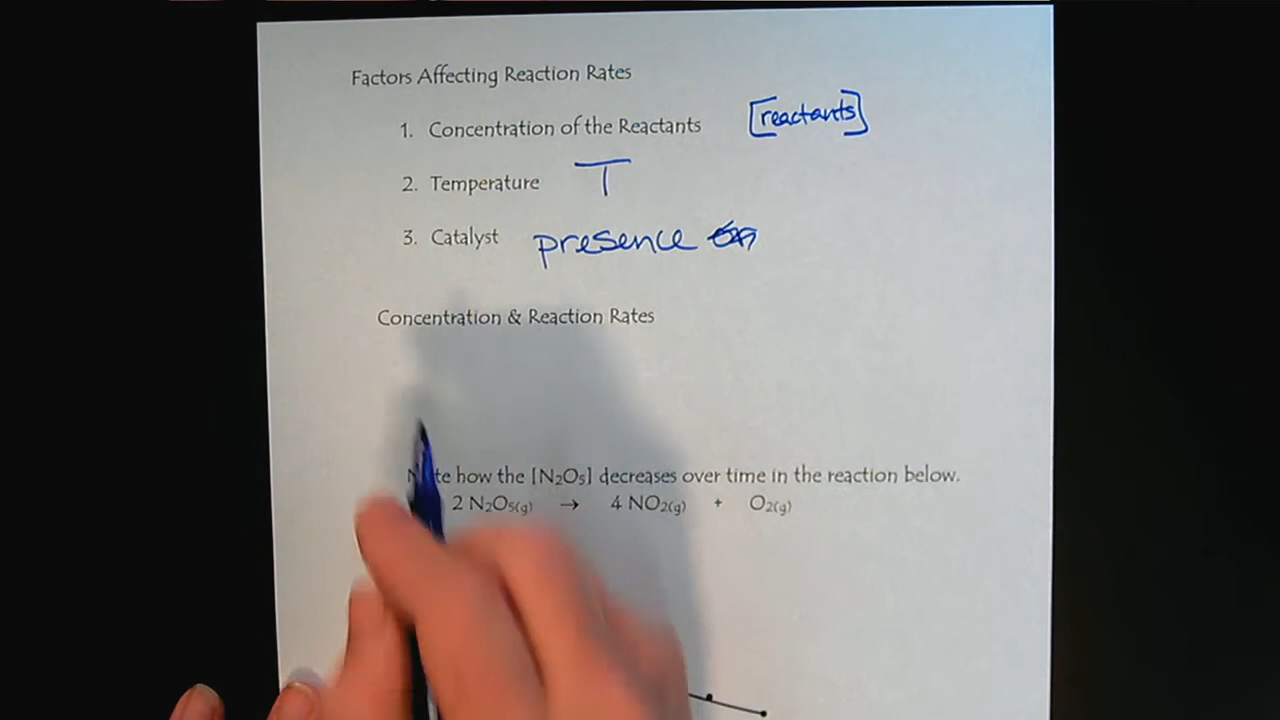 Factors Affecting Reaction Rates
1. Concentration of the Reactants [reactants]
2. Temperature T
3. Catalyst presence
Concentration & Reaction Rates
how the [N₂O₅] decreases over time in the reaction below.
2 N₂O₅(g) → 4 NO₂(g) + O₂(g)